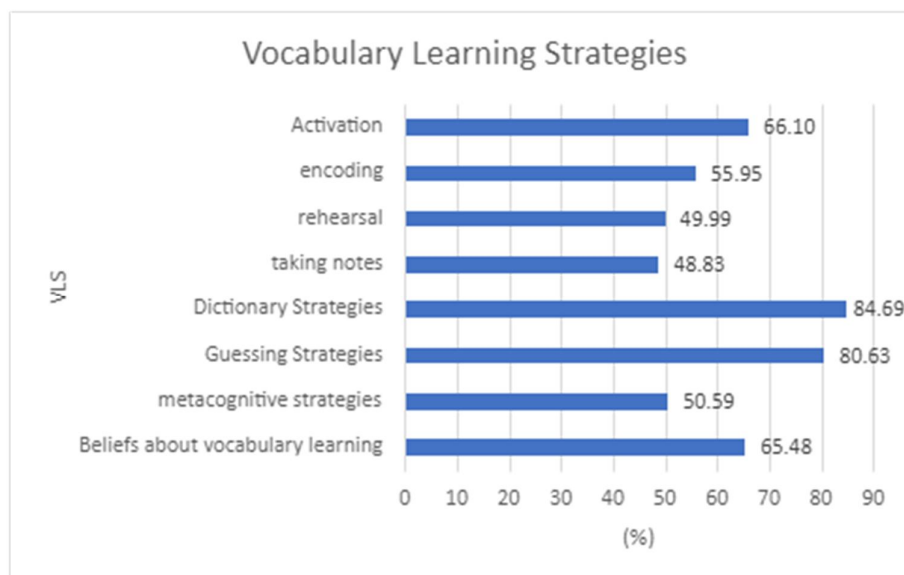 Vocabulary Learning Strategies
Activation 66.10
encoding 55.95
rehearsal 49.99
taking notes 48.83
VLS
Dictionary Strategies 84.69
Guessing Strategies 80.63
metacognitive strategies 50.59
Beliefs about vocabulary learning 65.48
0 10 20 30 40 50 60 70 80 90
(%)